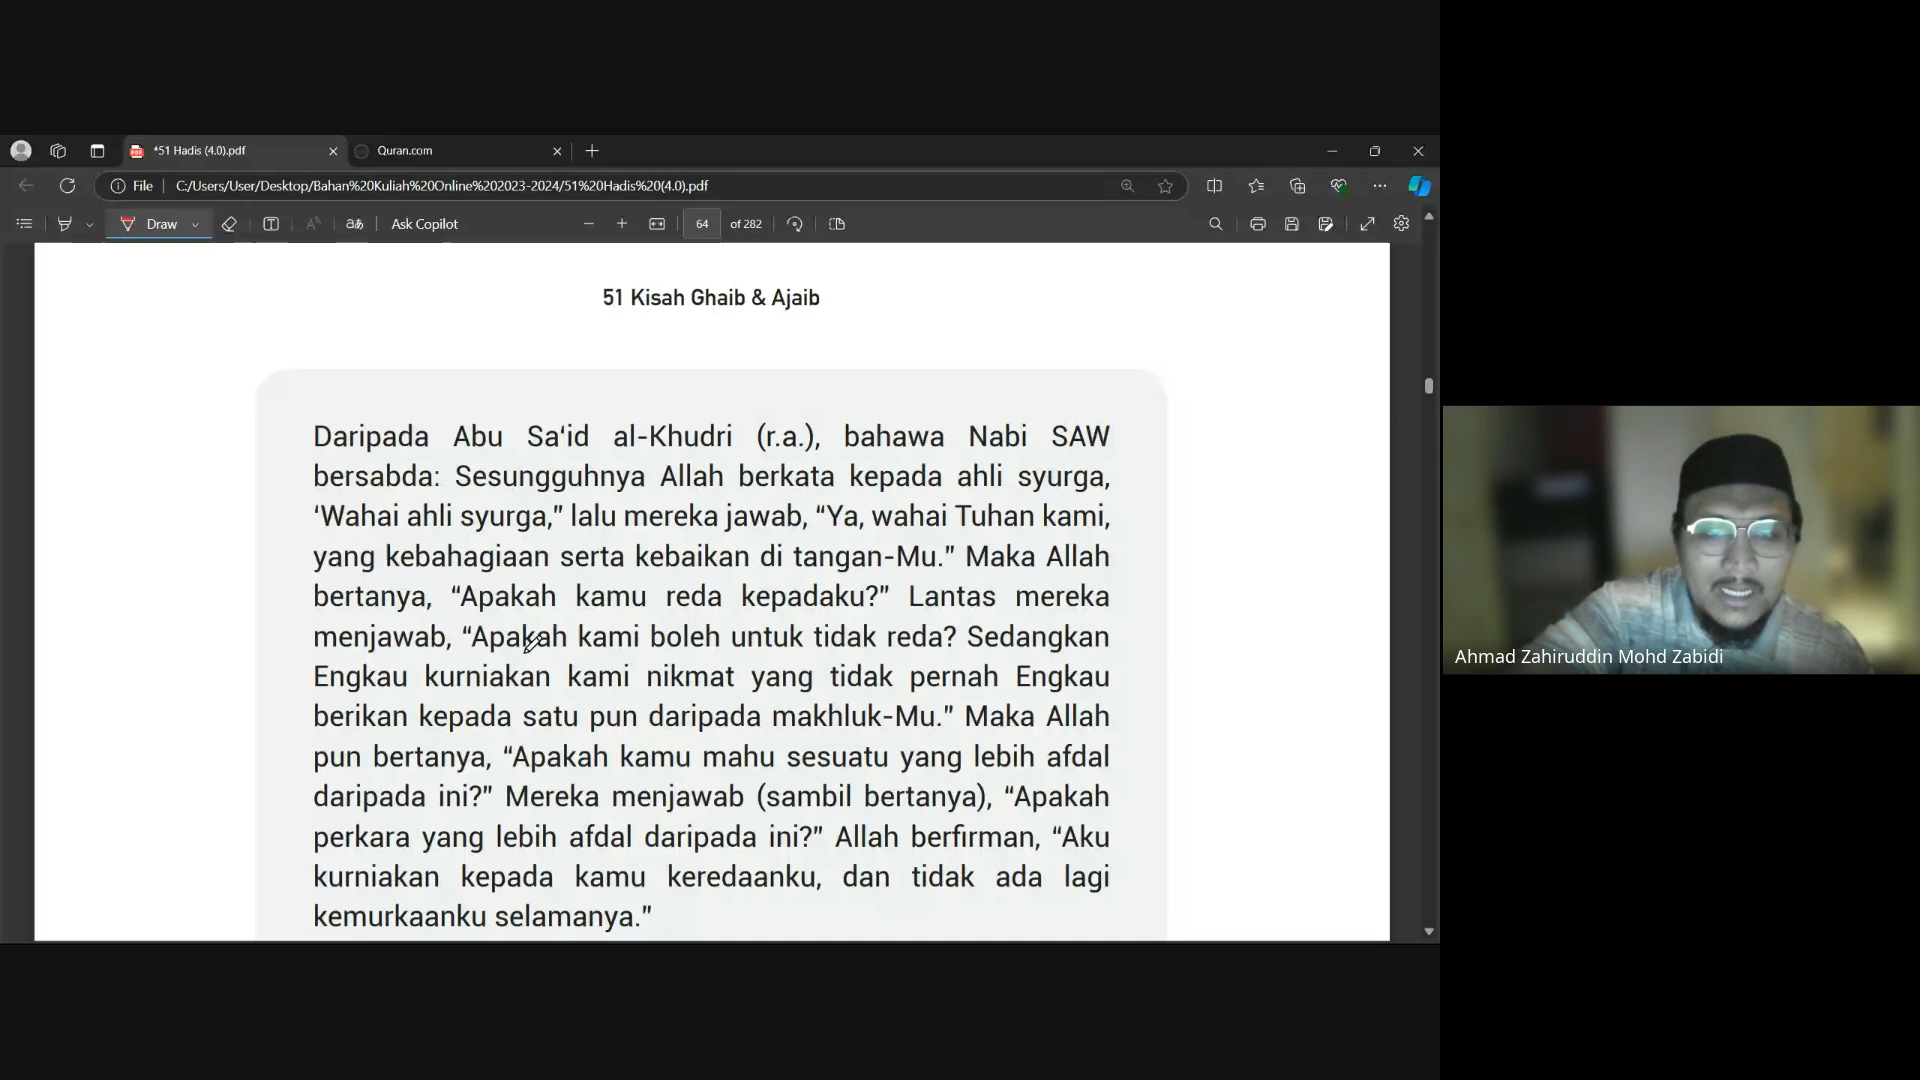 *51 Hadis (4.0).pdf
Quran.com
File
C:/Users/User/Desktop/Bahan%20Kuliah%20Online%202023-2024/51%20Hadis%20(4.0).pdf
Draw
aあ
Ask Copilot
64
of 282
51 Kisah Ghaib & Ajaib
Daripada Abu Sa‘id al-Khudri (r.a.), bahawa Nabi SAW
bersabda: Sesungguhnya Allah berkata kepada ahli syurga,
‘Wahai ahli syurga,” lalu mereka jawab, “Ya, wahai Tuhan kami,
yang kebahagiaan serta kebaikan di tangan-Mu.” Maka Allah
bertanya, “Apakah kamu reda kepadaku?” Lantas mereka
menjawab, “Apakah kami boleh untuk tidak reda? Sedangkan
Engkau kurniakan kami nikmat yang tidak pernah Engkau
berikan kepada satu pun daripada makhluk-Mu.” Maka Allah
pun bertanya, “Apakah kamu mahu sesuatu yang lebih afdal
daripada ini?” Mereka menjawab (sambil bertanya), “Apakah
perkara yang lebih afdal daripada ini?” Allah berfirman, “Aku
kurniakan kepada kamu keredaanku, dan tidak ada lagi
kemurkaanku selamanya.”
Ahmad Zahiruddin Mohd Zabidi